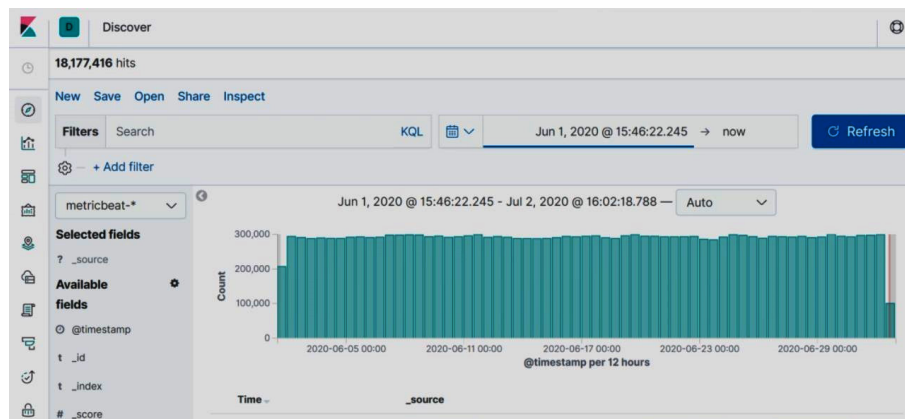 D Discover
18,177,416 hits
New Save Open Share Inspect
Filters Search KQL Jun 1, 2020 @ 15:46:22.245 → now Refresh
+ Add filter
metricbeat-*
Jun 1, 2020 @ 15:46:22.245 - Jul 2, 2020 @ 16:02:18.788 — Auto
Selected fields
? _source
Available
fields
@timestamp
t _id
t _index
# _score
Count
300,000
200,000
100,000
0
2020-06-05 00:00 2020-06-11 00:00 2020-06-17 00:00 2020-06-23 00:00 2020-06-29 00:00
@timestamp per 12 hours
Time _source